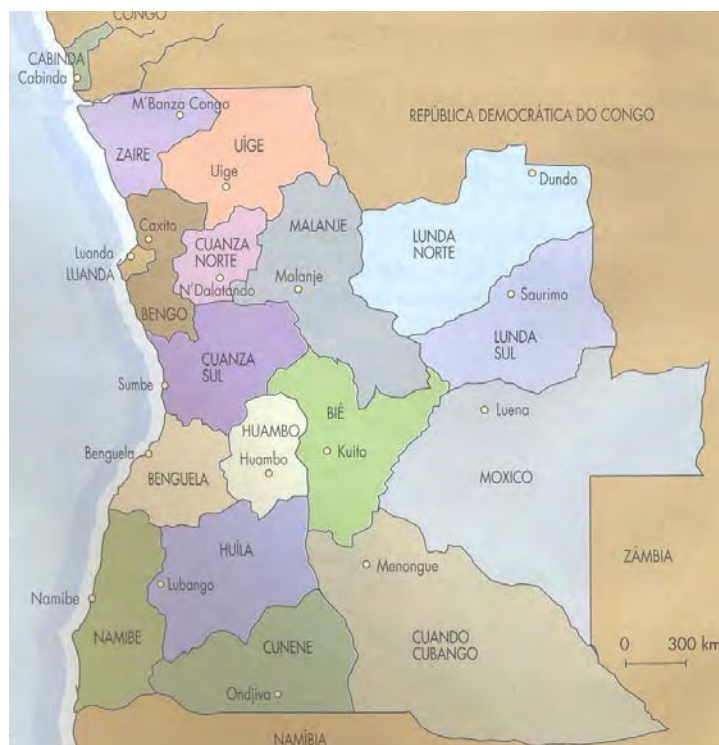 CONGO
CABINDA
Cabinda
M'Banza Congo
REPÚBLICA DEMOCRÁTICA DO CONGO
UÍGE
ZAIRE
Uíge
Dundo
Caxito
MALANJE
LUNDA
NORTE
CUANZA
NORTE
Luanda
LUANDA
Malanje
N'Dalatando
Saurimo
BENGO
LUNDA
SUL
CUANZA
SUL
Sumbe
BIÉ
Luena
HUAMBO
Benguela
Kuito
Huambo
BENGUELA
MOXICO
HUÍLA
ZÂMBIA
Menongue
Lubango
Namibe
NAMIBE
CUNENE
CUANDO
CUBANGO
0 300 km
Ondjiva
NAMÍBIA